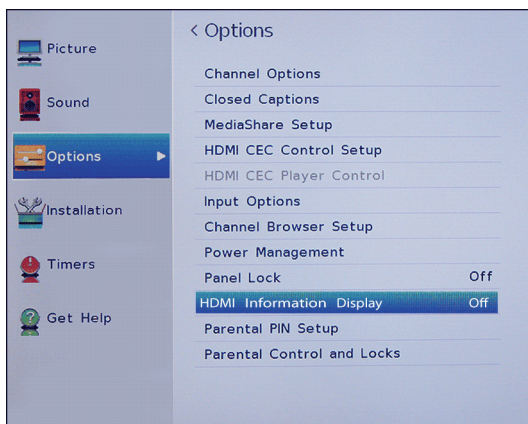 Picture
Sound
Options
Installation
Timers
Get Help
< Options
Channel Options
Closed Captions
MediaShare Setup
HDMI CEC Control Setup
HDMI CEC Player Control
Input Options
Channel Browser Setup
Power Management
Panel Lock Off
HDMI Information Display Off
Parental PIN Setup
Parental Control and Locks